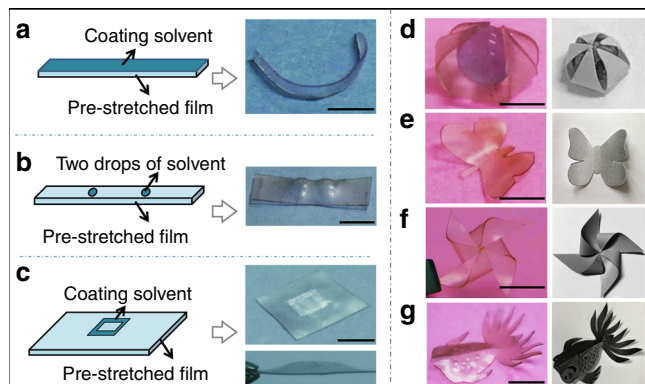 a
Coating solvent
Pre-stretched film
b
Two drops of solvent
Pre-stretched film
c
Coating solvent
Pre-stretched film
d
e
f
g